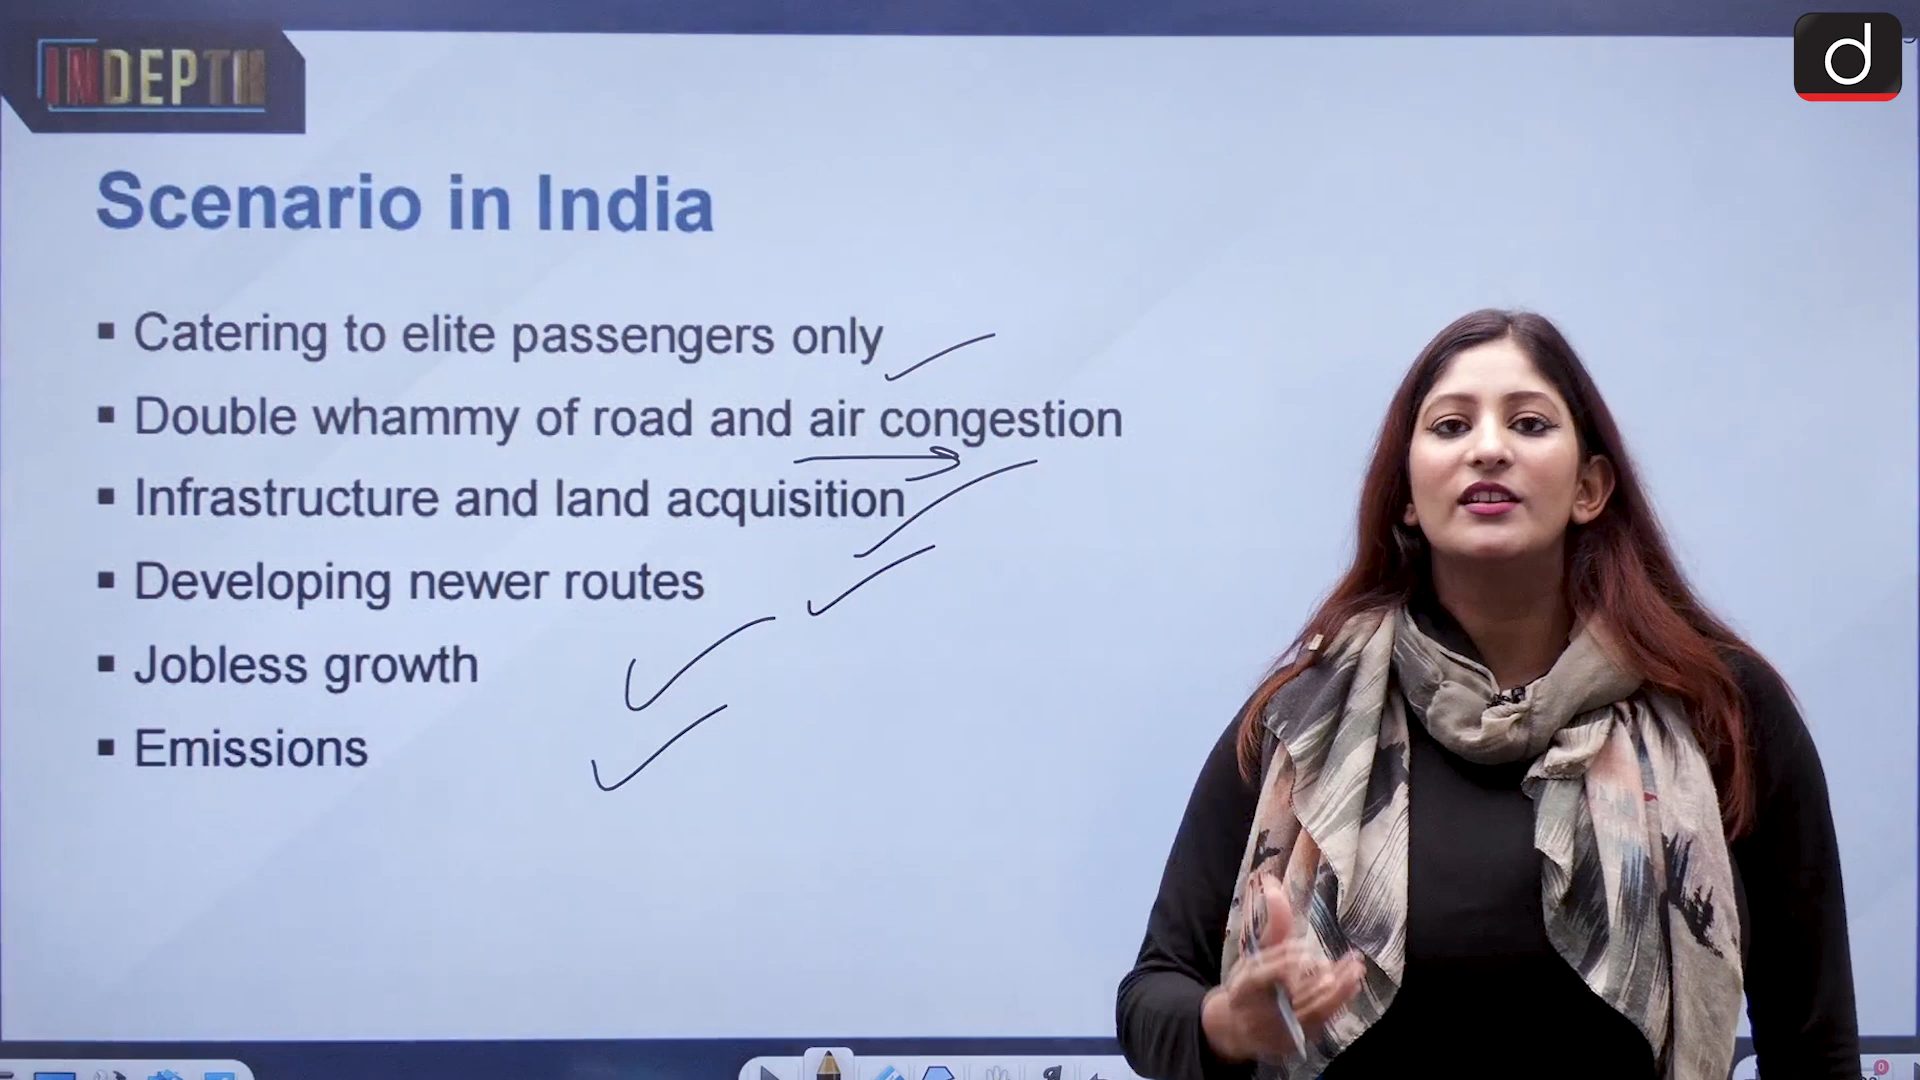 INDEPTH
d
Scenario in India
▪ Catering to elite passengers only
▪ Double whammy of road and air congestion
▪ Infrastructure and land acquisition
▪ Developing newer routes
▪ Jobless growth
▪ Emissions
0